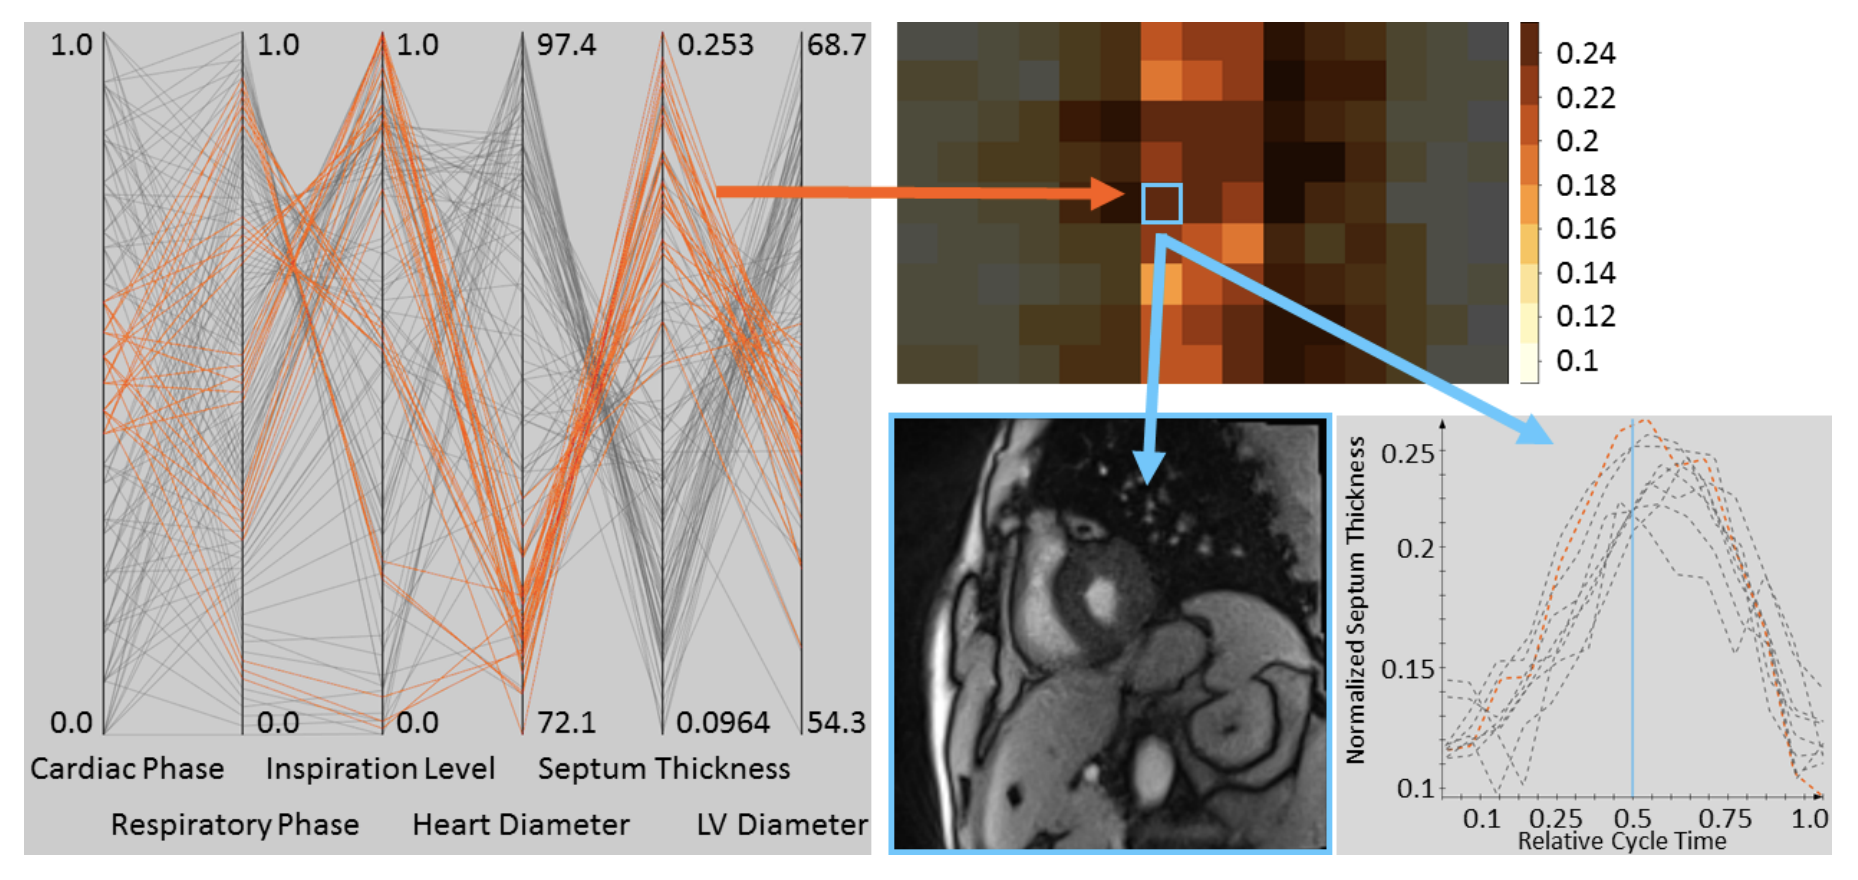 1.0 1.0 1.0 97.4 0.253 68.7
0.0 0.0 0.0 72.1 0.0964 54.3
Cardiac Phase Inspiration Level Septum Thickness
Respiratory Phase Heart Diameter LV Diameter
0.24
0.22
0.2
0.18
0.16
0.14
0.12
0.1
Normalized Septum Thickness
0.25
0.2
0.15
0.1
0.1 0.25 0.5 0.75 1.0
Relative Cycle Time